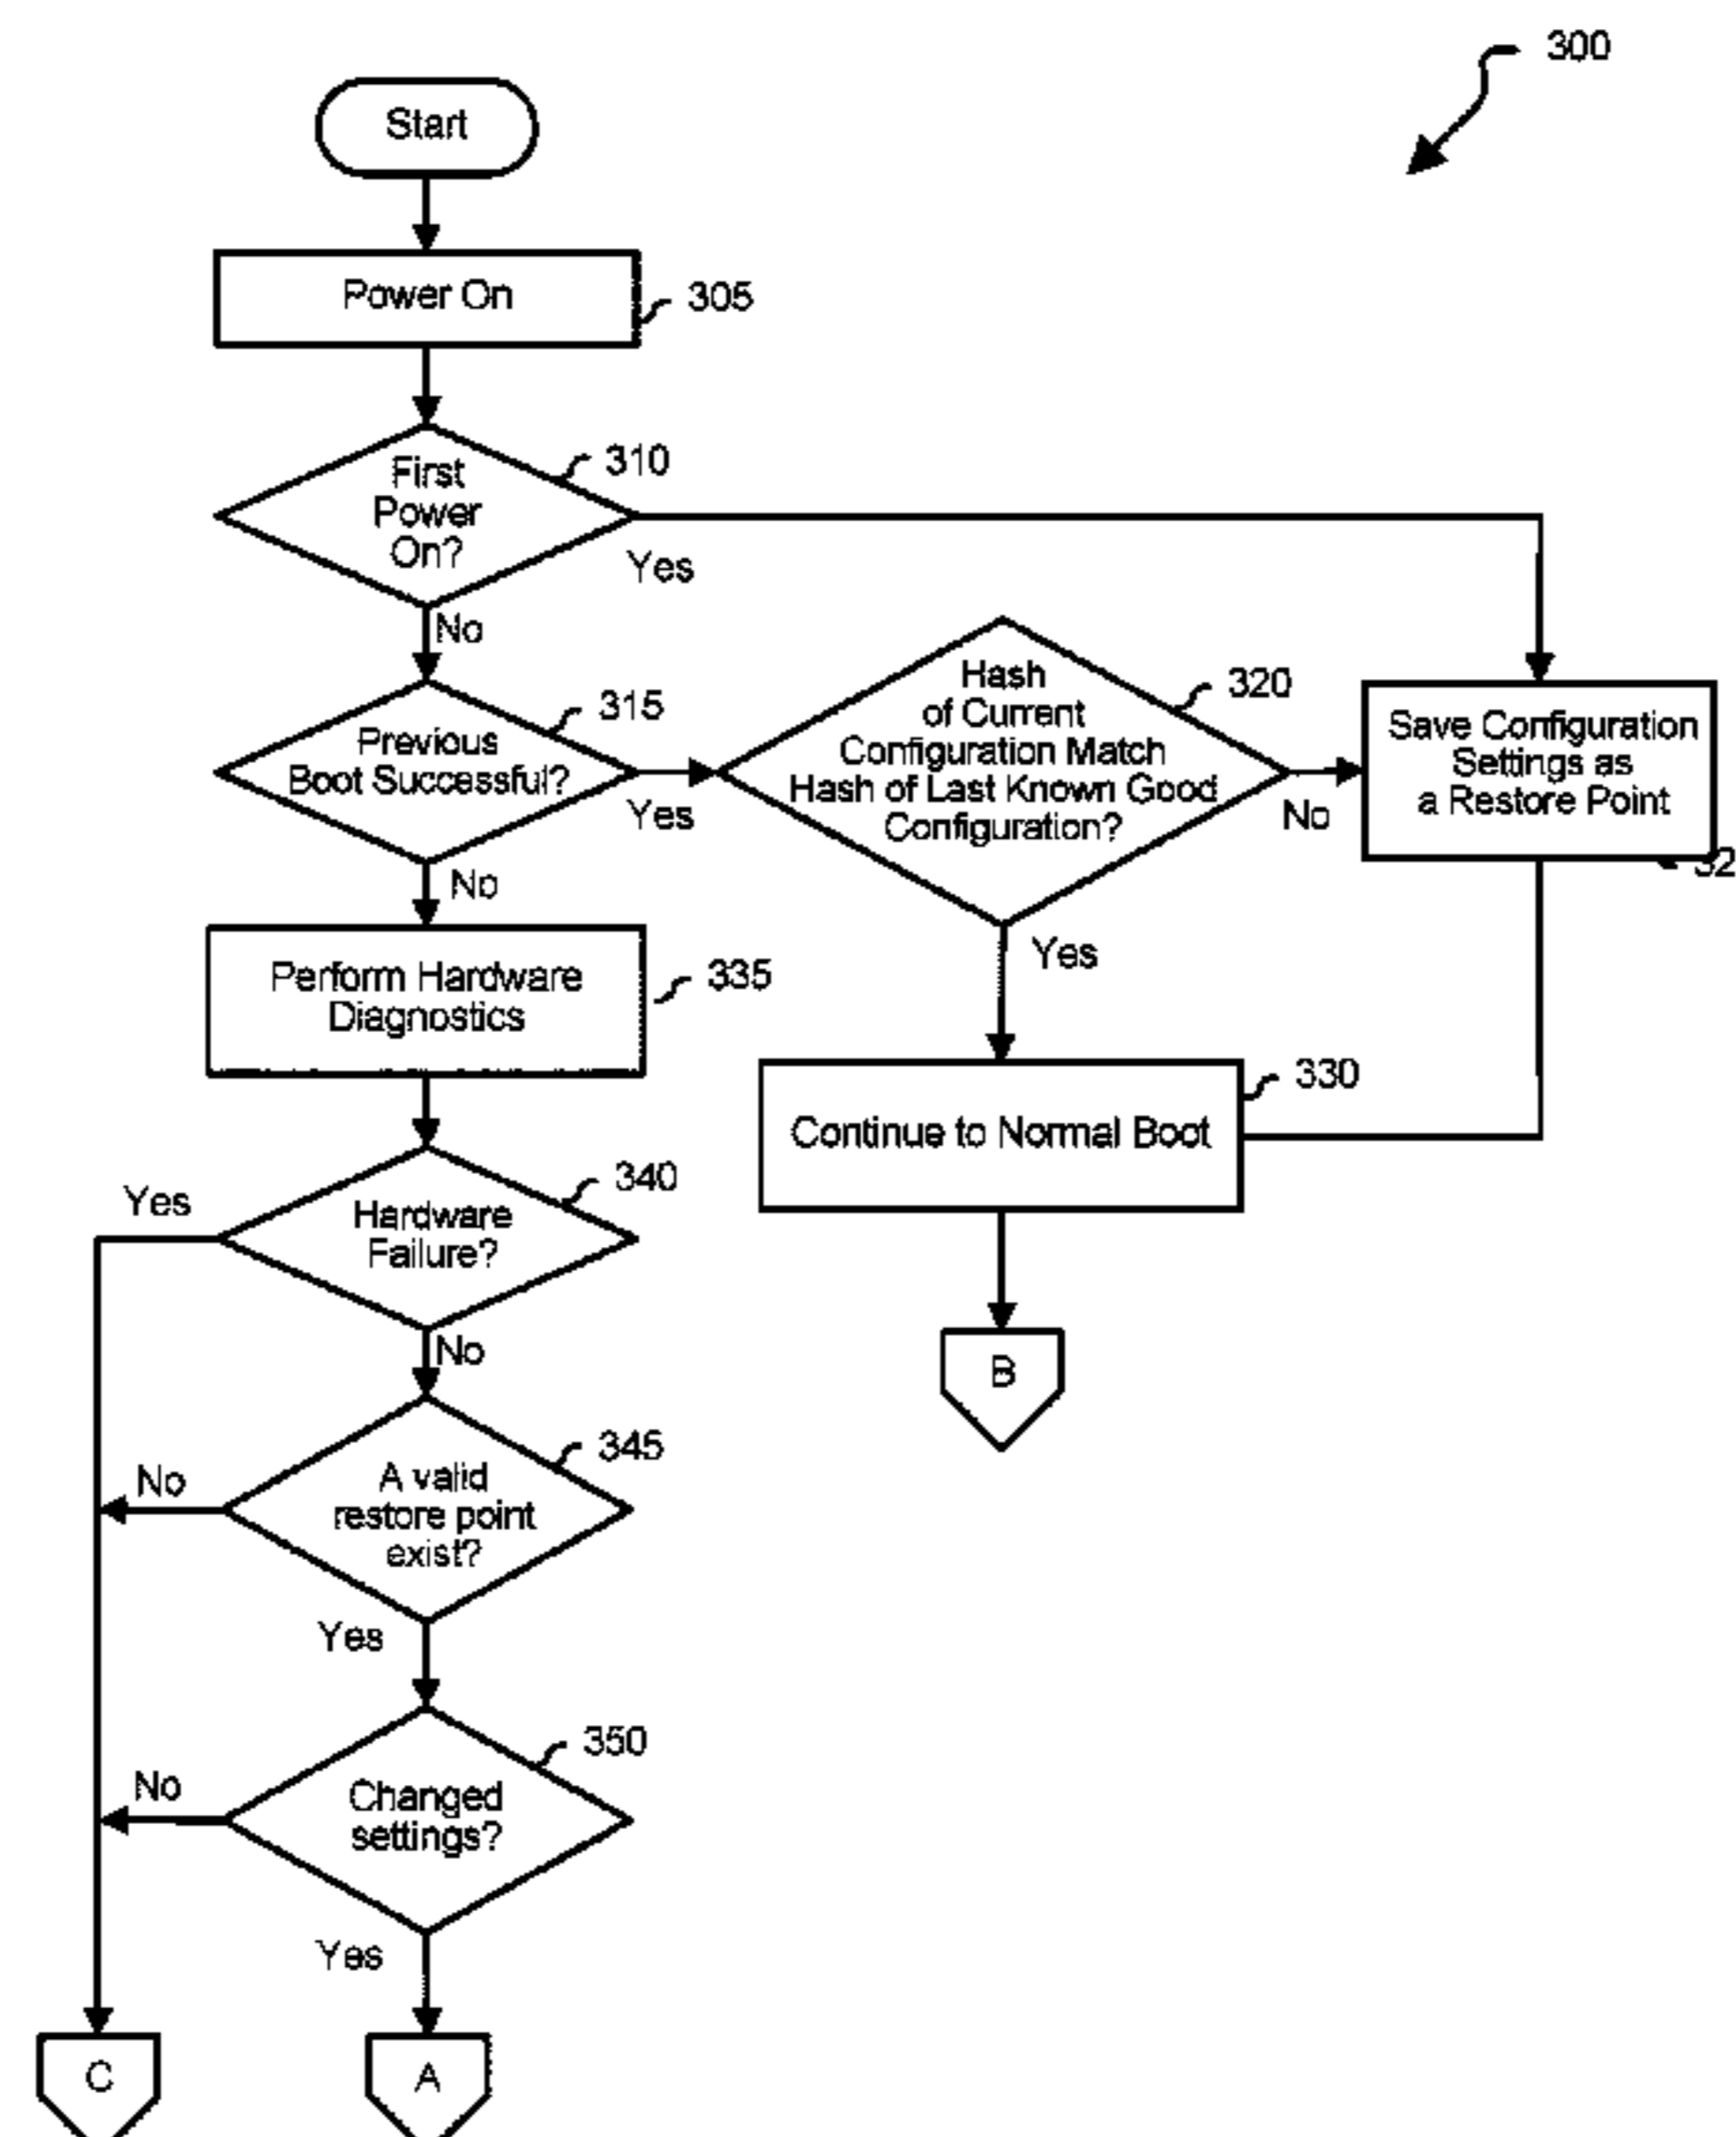 300
Start
Power On
305
First
Power
On?
310
Yes
No
Previous
Boot Successful?
315
Yes
No
Hash
of Current
Configuration Match
Hash of Last Known Good
Configuration?
320
No
Yes
Save Configuration
Settings as
a Restore Point
Perform Hardware
Diagnostics
335
Continue to Normal Boot
330
B
Hardware
Failure?
340
Yes
No
A valid
restore point
exist?
345
No
Yes
Changed
settings?
350
No
Yes
C
A